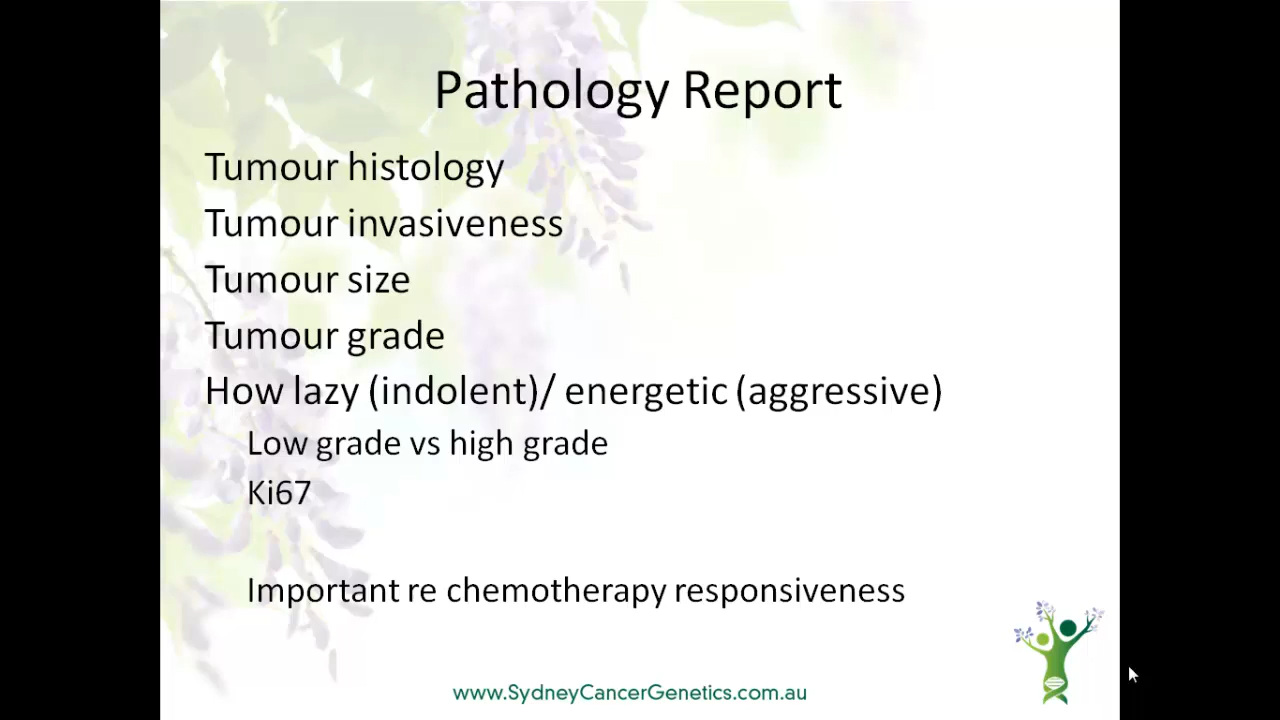 Pathology Report
Tumour histology
Tumour invasiveness
Tumour size
Tumour grade
How lazy (indolent)/ energetic (aggressive)
Low grade vs high grade
Ki67
Important re chemotherapy responsiveness
www.SydneyCancerGenetics.com.au